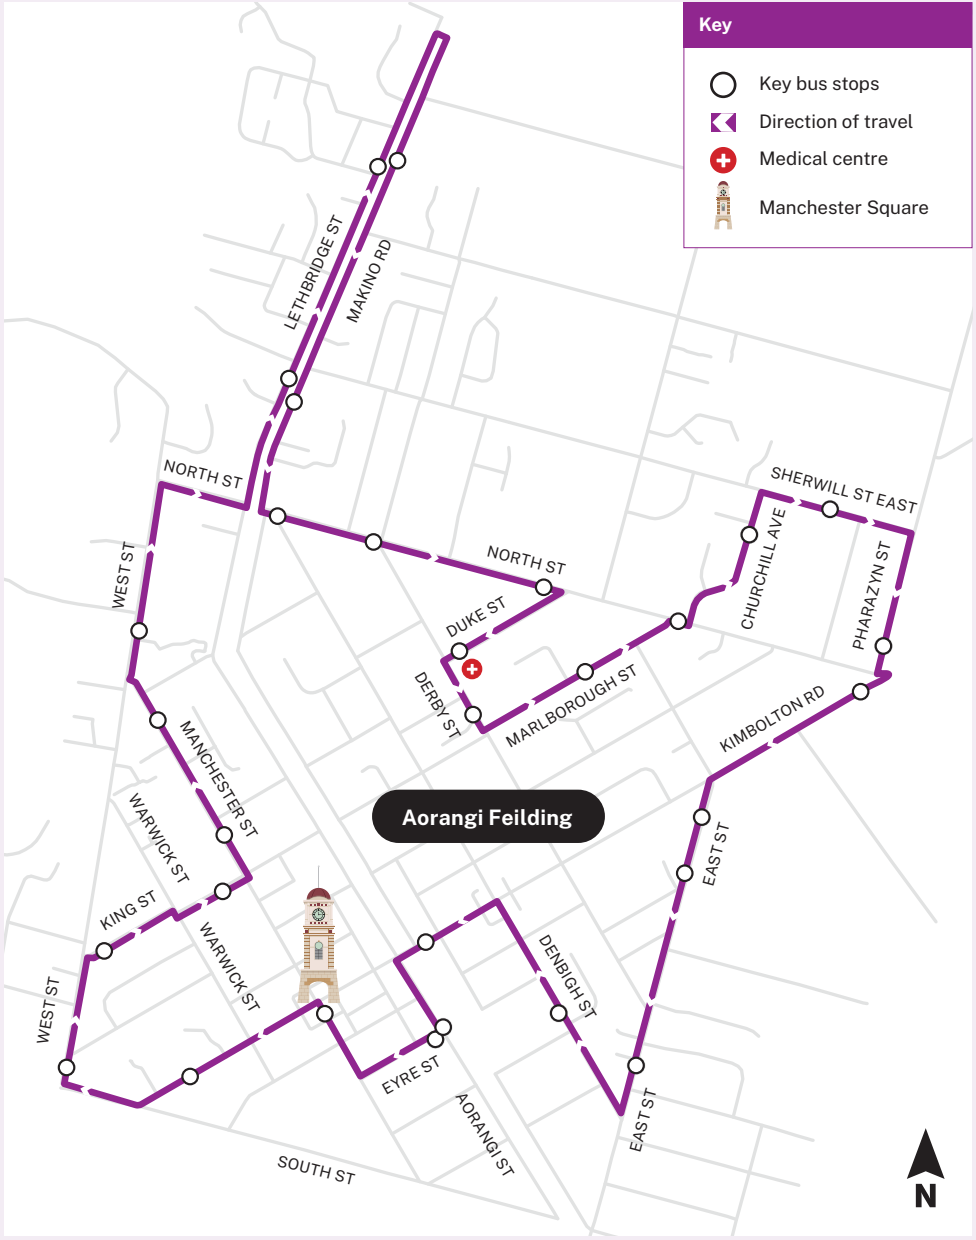 Key
Key bus stops
Direction of travel
Medical centre
Manchester Square
LETHBRIDGE ST
MAKINO RD
NORTH ST
SHERWILL ST EAST
CHURCHILL AVE
PHARAZYN ST
WEST ST
NORTH ST
DUKE ST
DERBY ST
MARLBOROUGH ST
KIMBOLTON RD
MANCHESTER ST
WARWICK ST
Aorangi Feilding
EAST ST
KING ST
WARWICK ST
DENBIGH ST
WEST ST
EYRE ST
AORANGI ST
EAST ST
SOUTH ST
N